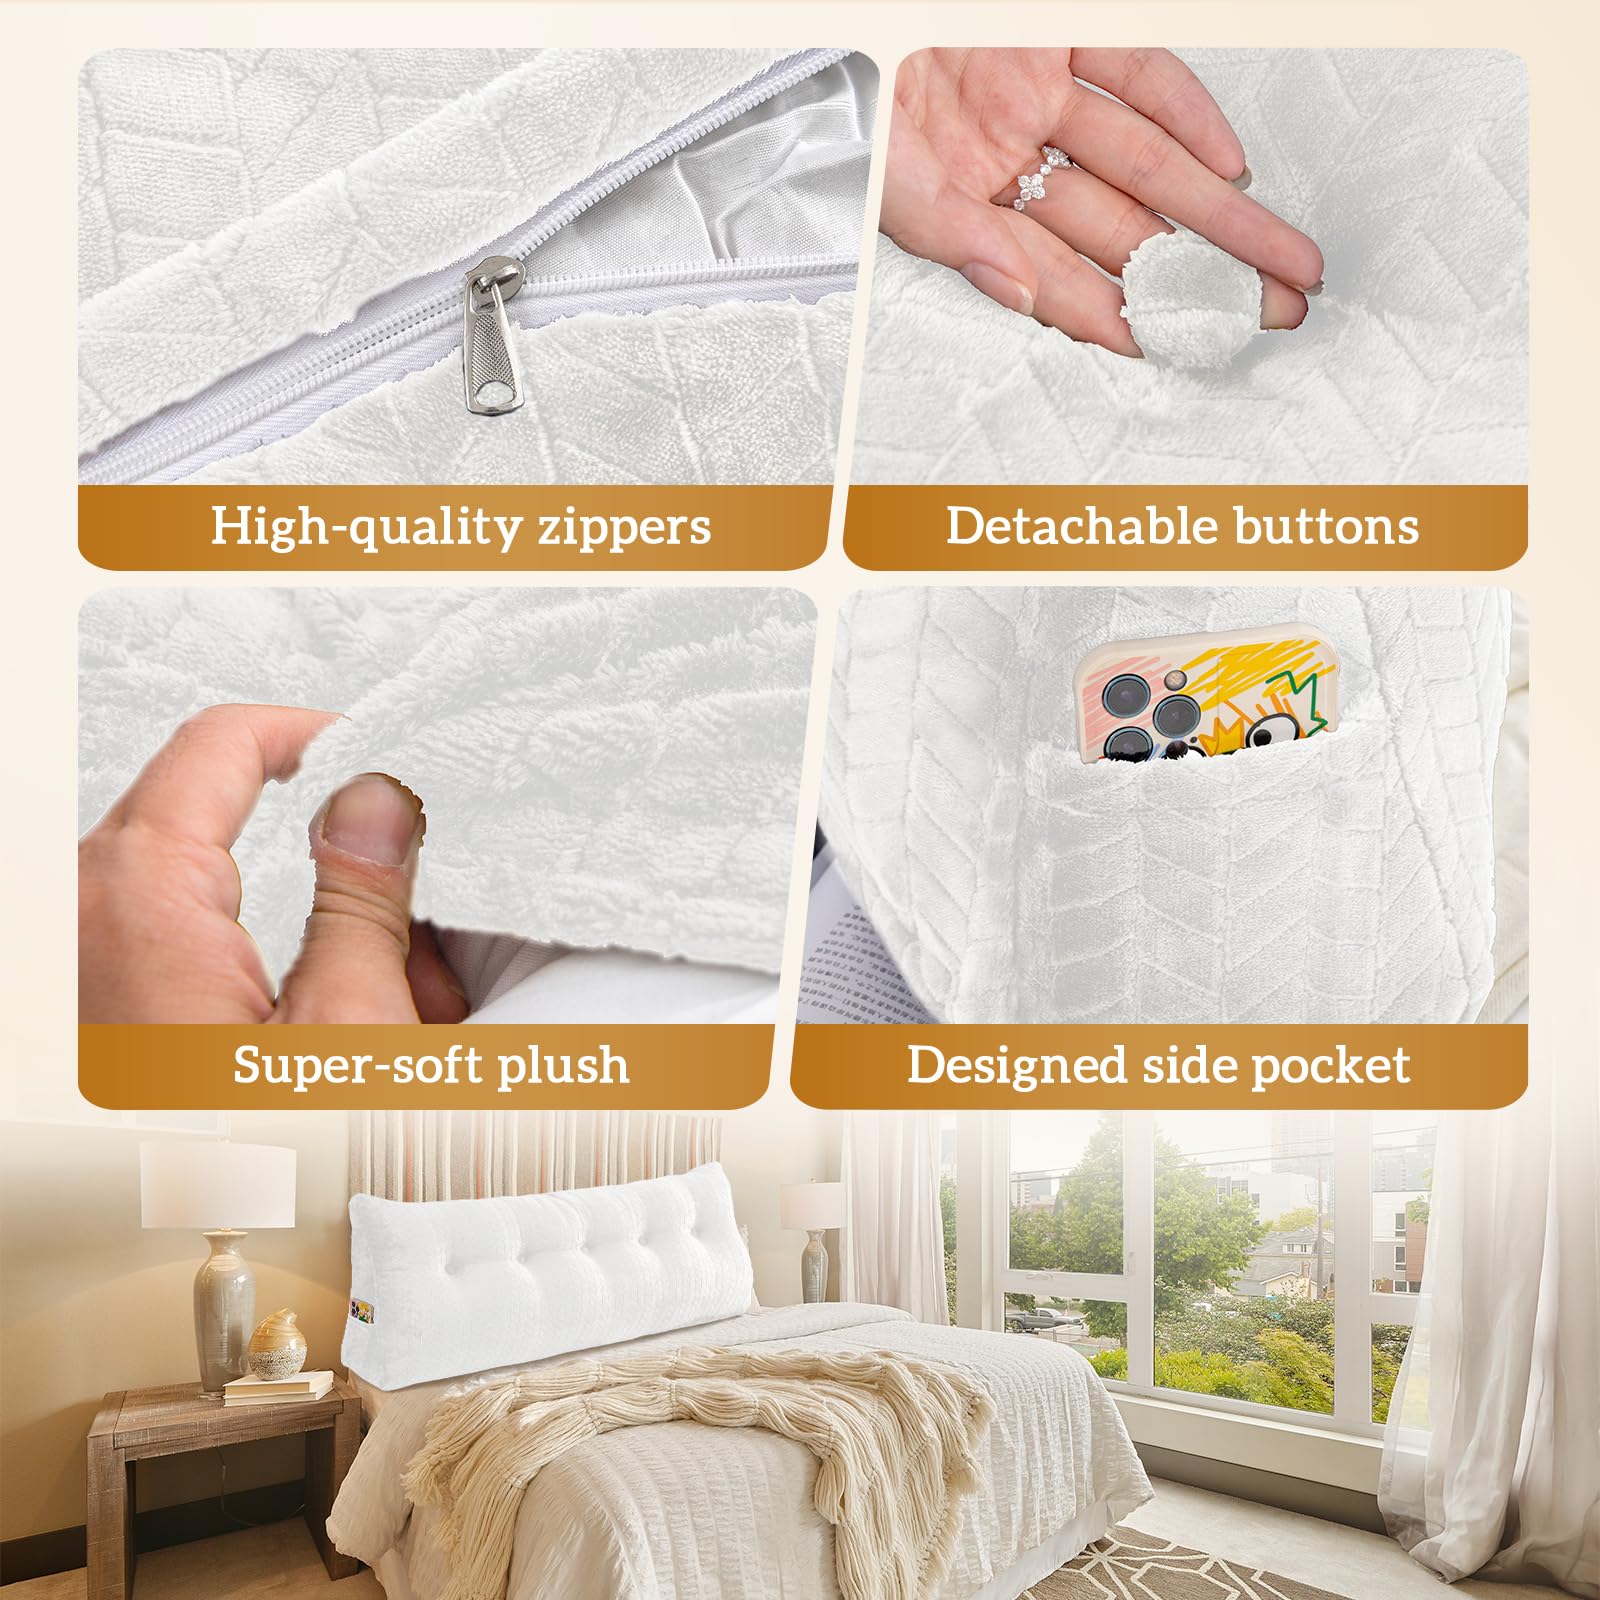 High-quality zippers
Detachable buttons
Super-soft plush
Designed side pocket